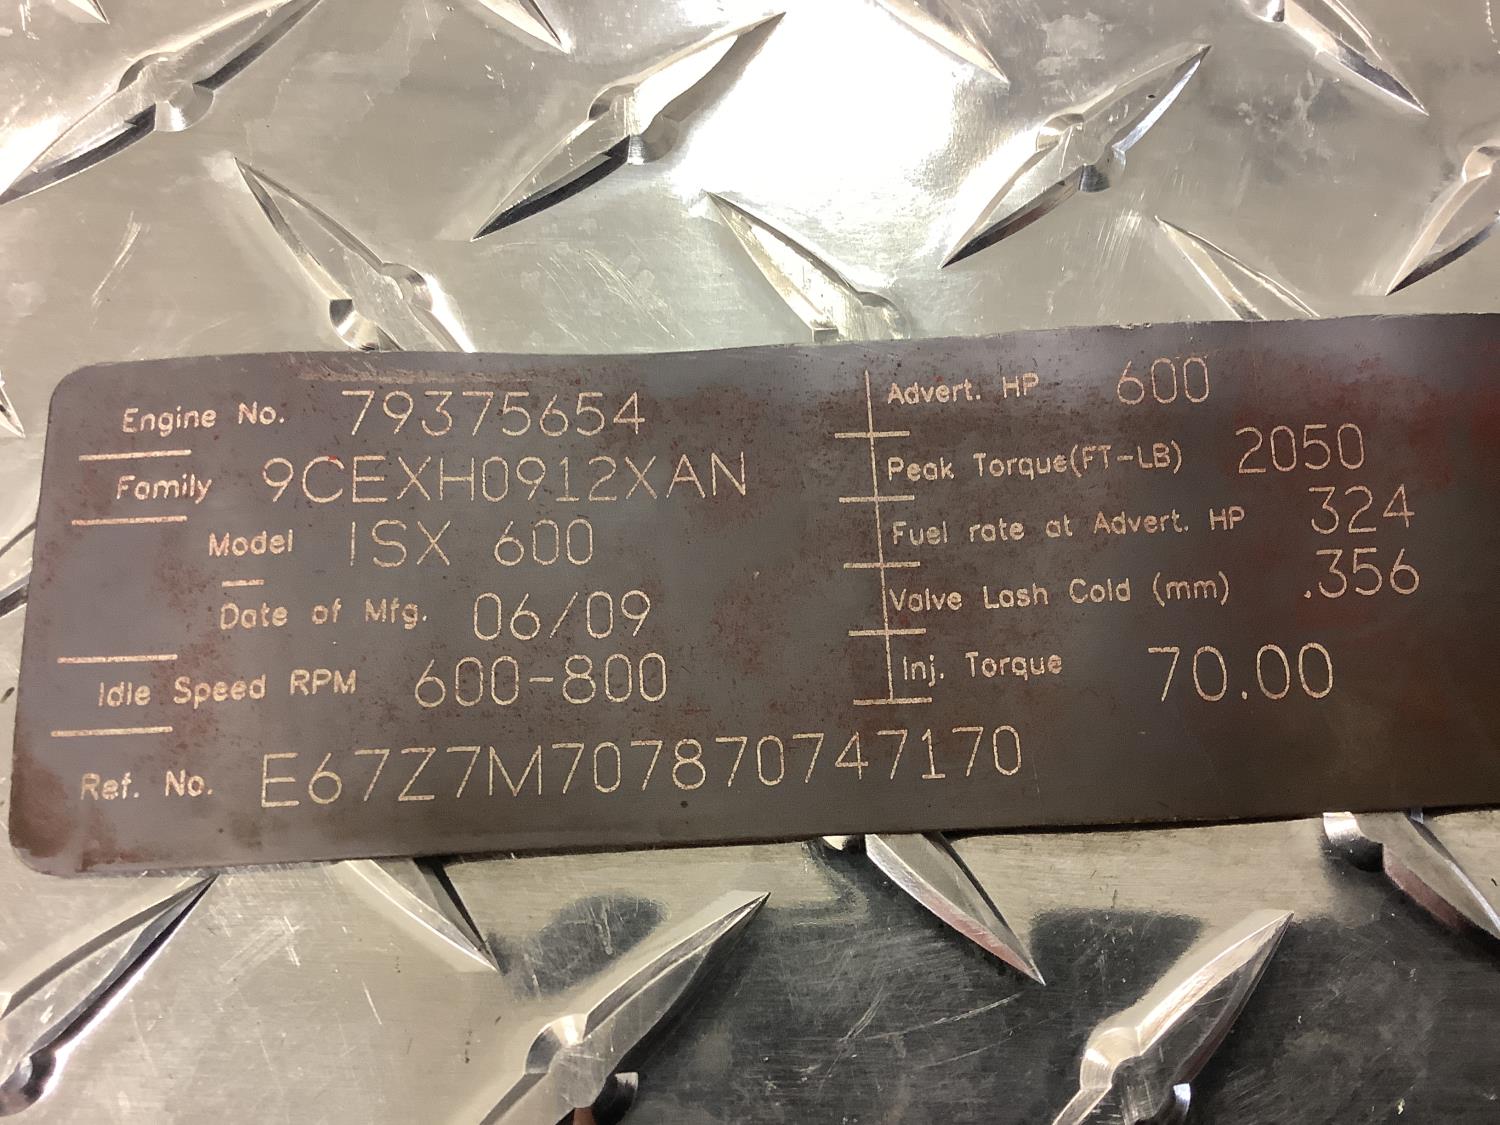 Engine No. 79375654
Family 9CEXH0912XAN
Model ISX 600
Date of Mfg. 06/09
Idle Speed RPM 600-800
Ref. No. E67Z7M707870747170
Advert. HP 600
Peak Torque(FT-LB) 2050
Fuel rate at Advert. HP 324
Valve Lash Cold (mm) .356
Inj. Torque 70.00